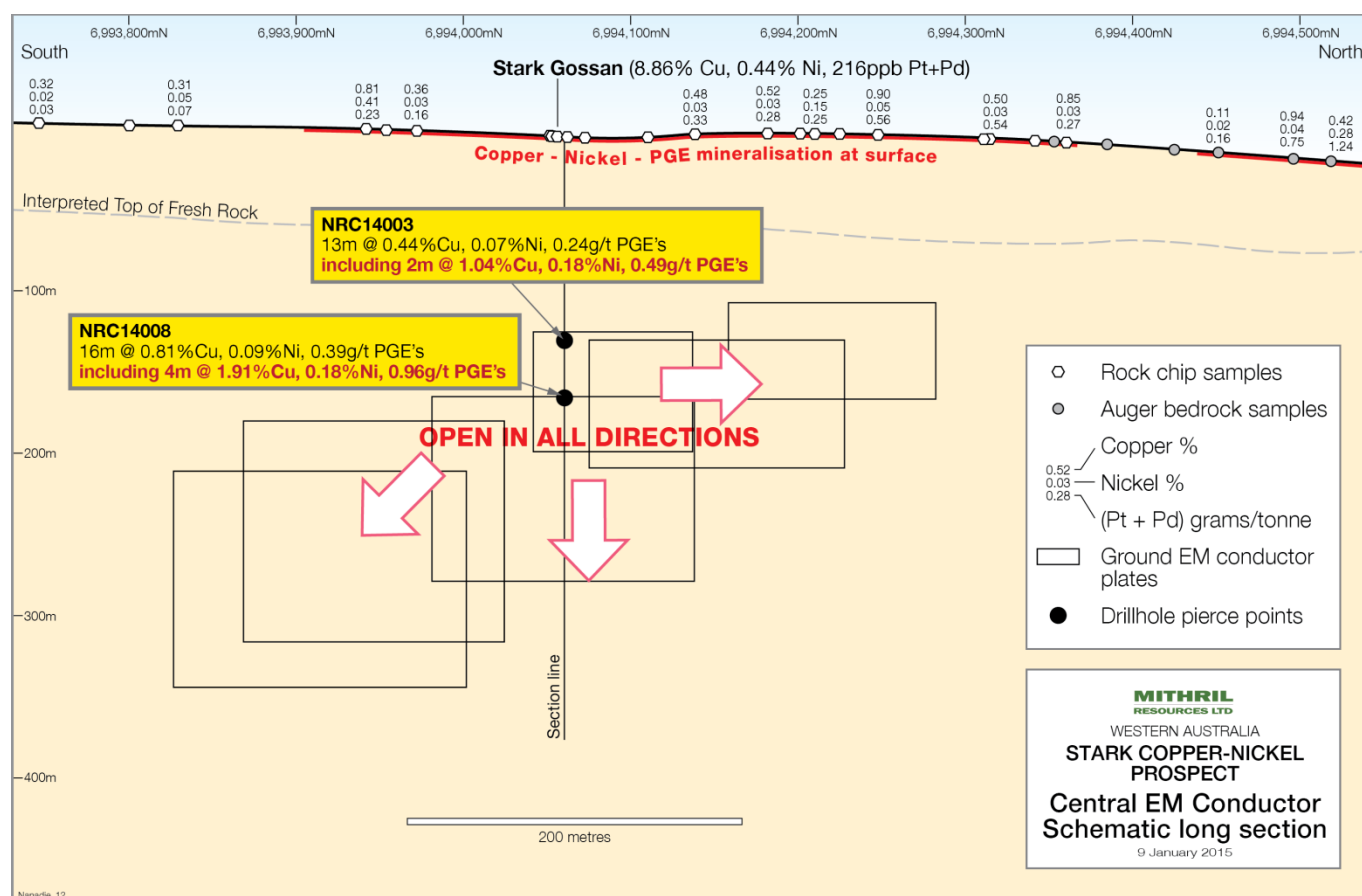 6,993,800mN 6,993,900mN 6,994,000mN 6,994,100mN 6,994,200mN 6,994,300mN 6,994,400mN 6,994,500mN
South
North
Stark Gossan (8.86% Cu, 0.44% Ni, 216ppb Pt+Pd)
0.32
0.02
0.03
0.31
0.05
0.07
0.81
0.41
0.23
0.36
0.03
0.16
0.48
0.03
0.33
0.52
0.03
0.28
0.25
0.15
0.25
0.90
0.05
0.56
0.50
0.03
0.54
0.85
0.03
0.27
0.11
0.02
0.16
0.94
0.04
0.75
0.42
0.28
1.24
Copper - Nickel - PGE mineralisation at surface
Interpreted Top of Fresh Rock
NRC14003
13m @ 0.44%Cu, 0.07%Ni, 0.24g/t PGE's
including 2m @ 1.04%Cu, 0.18%Ni, 0.49g/t PGE's
-100m
NRC14008
16m @ 0.81%Cu, 0.09%Ni, 0.39g/t PGE's
including 4m @ 1.91%Cu, 0.18%Ni, 0.96g/t PGE's
OPEN IN ALL DIRECTIONS
-200m
-300m
-400m
Section line
200 metres
Rock chip samples
Auger bedrock samples
Copper %
0.52
0.03
0.28
Nickel %
(Pt + Pd) grams/tonne
Ground EM conductor
plates
Drillhole pierce points
MITHRIL
RESOURCES LTD
WESTERN AUSTRALIA
STARK COPPER-NICKEL
PROSPECT
Central EM Conductor
Schematic long section
9 January 2015
Nanadie_12